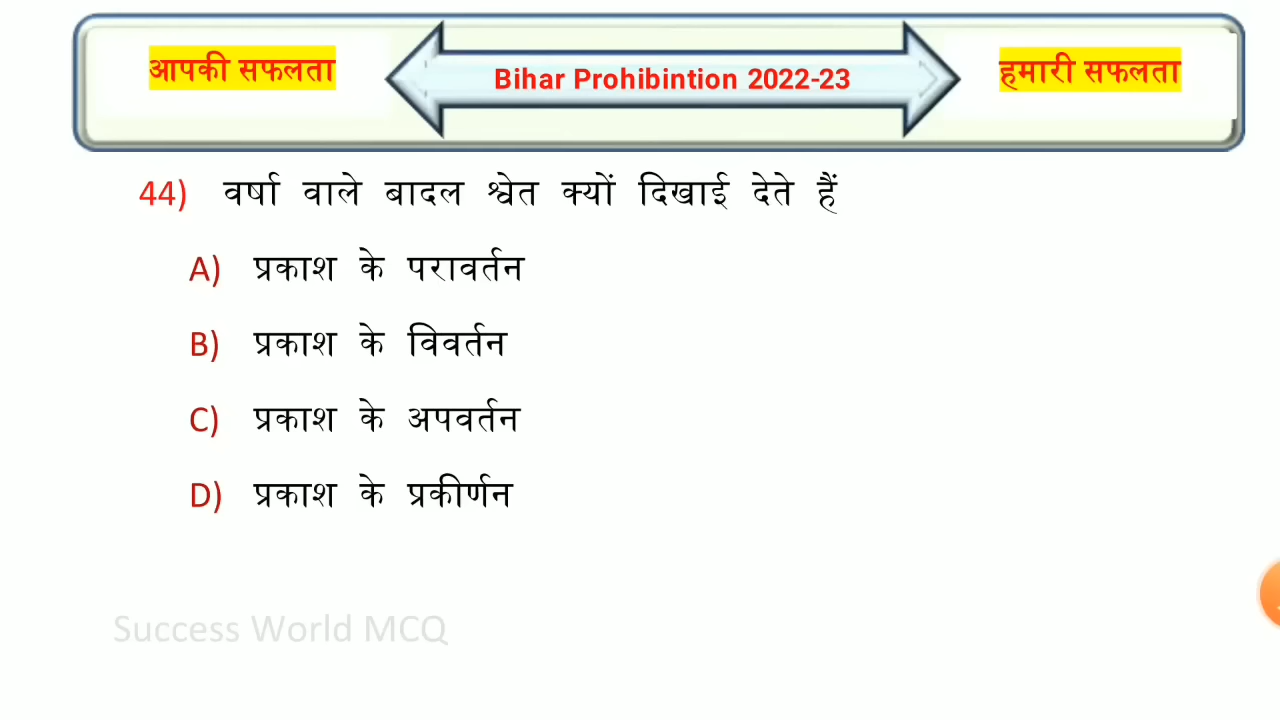 आपकी सफलता
Bihar Prohibintion 2022-23
हमारी सफलता
44) वर्षा वाले बादल श्वेत क्यों दिखाई देते हैं
A) प्रकाश के परावर्तन
B) प्रकाश के विवर्तन
C) प्रकाश के अपवर्तन
D) प्रकाश के प्रकीर्णन
Success World MCQ